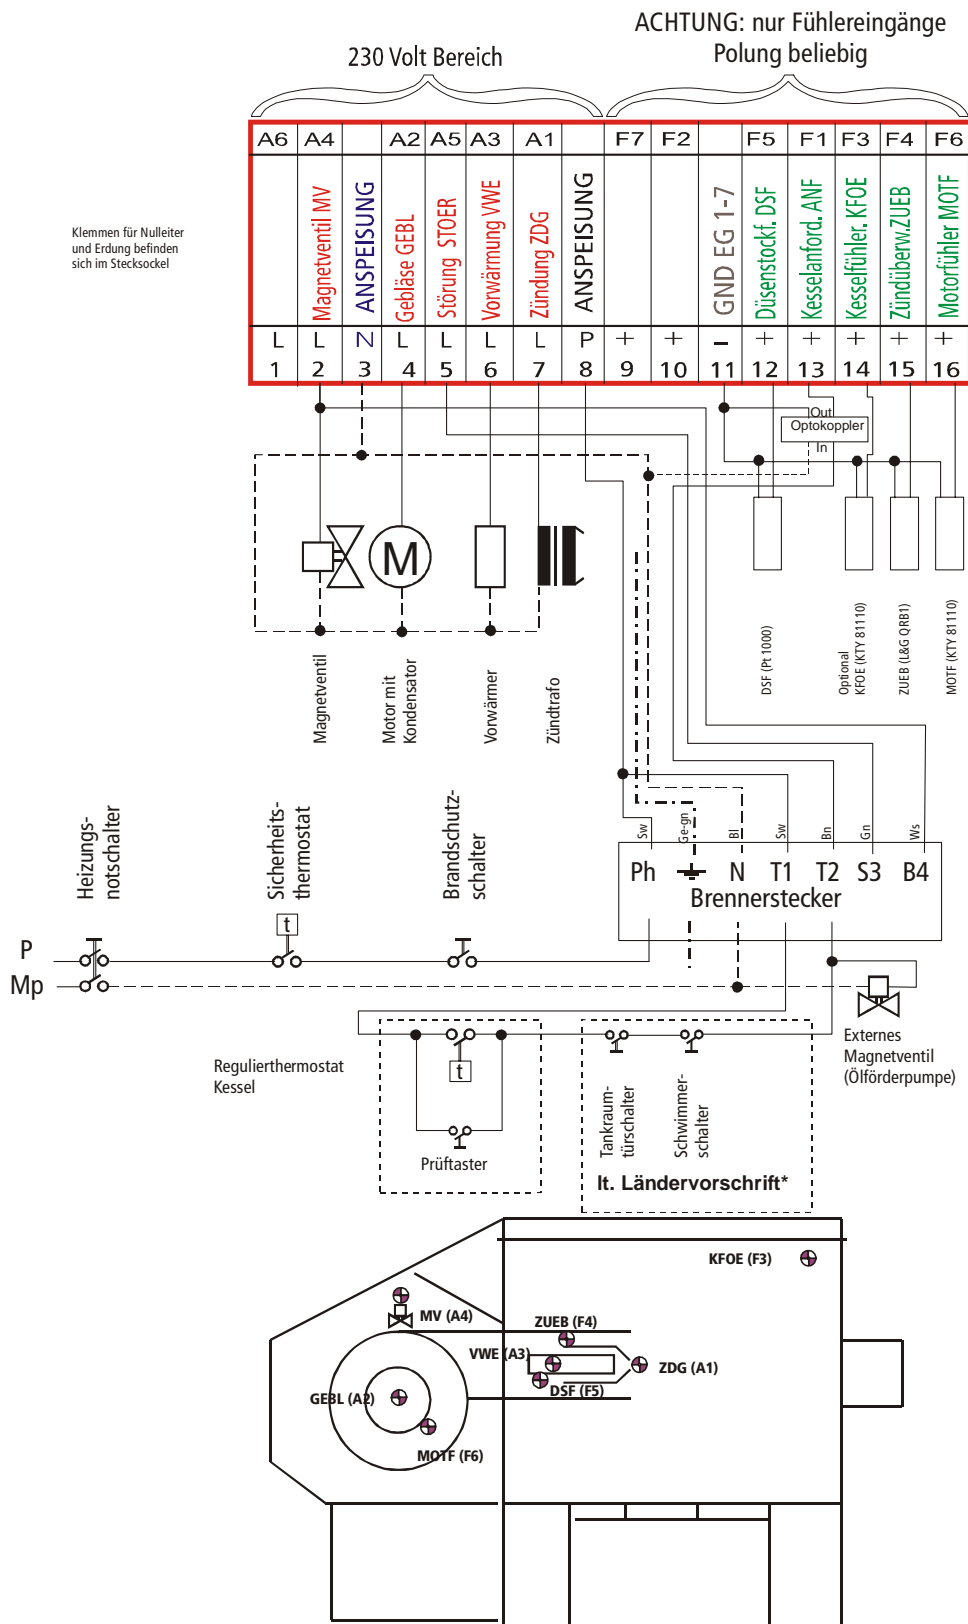 ACHTUNG: nur Fühlereingänge
Polung beliebig
230 Volt Bereich
A6 A4 A2 A5 A3 A1 F7 F2 F5 F1 F3 F4 F6
Magnetventil MV
ANSPEISUNG
Gebläse GEBL
Störung STOER
Vorwärmung VWE
Zündung ZDG
ANSPEISUNG
GND EG 1-7
Düsenstockf. DSF
Kesselanford. ANF
Kesselfühler. KFOE
Zündüberw.ZUEB
Motorfühler MOTF
L L N L L L L P + + – + + + + +
1 2 3 4 5 6 7 8 9 10 11 12 13 14 15 16
Klemmen für Nulleiter
und Erdung befinden
sich im Stecksockel
Out
Optokoppler
In
M
Magnetventil
Motor mit
Kondensator
Vorwärmer
Zündtrafo
DSF (Pt 1000)
Optional
KFOE (KTY 81110)
ZUEB (L&G QRB1)
MOTF (KTY 81110)
Heizungs-
notschalter
Sicherheits-
thermostat
Brandschutz-
schalter
Sw
Ge-gn
Bl
Sw
Bn
Gn
Ws
Ph N T1 T2 S3 B4
Brennerstecker
t
P
Mp
Externes
Magnetventil
(Ölförderpumpe)
Regulierthermostat
Kessel
t
Prüftaster
Tankraum-
türschalter
Schwimmer-
schalter
lt. Ländervorschrift*
KFOE (F3)
MV (A4)
ZUEB (F4)
VWE (A3)
ZDG (A1)
DSF (F5)
GEBL (A2)
MOTF (F6)